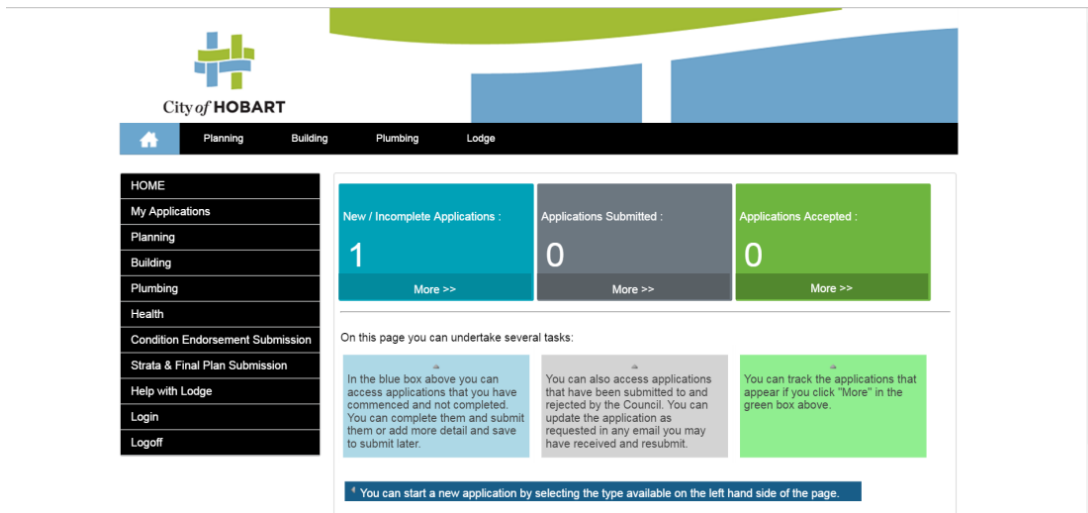 City of HOBART
Planning
Building
Plumbing
Lodge
HOME
My Applications
Planning
Building
Plumbing
Health
Condition Endorsement Submission
Strata & Final Plan Submission
Help with Lodge
Login
Logoff
New / Incomplete Applications :
1
More >>
Applications Submitted :
0
More >>
Applications Accepted :
0
More >>
On this page you can undertake several tasks:
In the blue box above you can
access applications that you have
commenced and not completed.
You can complete them and submit
them or add more detail and save
to submit later.
You can also access applications
that have been submitted to and
rejected by the Council. You can
update the application as
requested in any email you may
have received and resubmit.
You can track the applications that
appear if you click "More" in the
green box above.
You can start a new application by selecting the type available on the left hand side of the page.